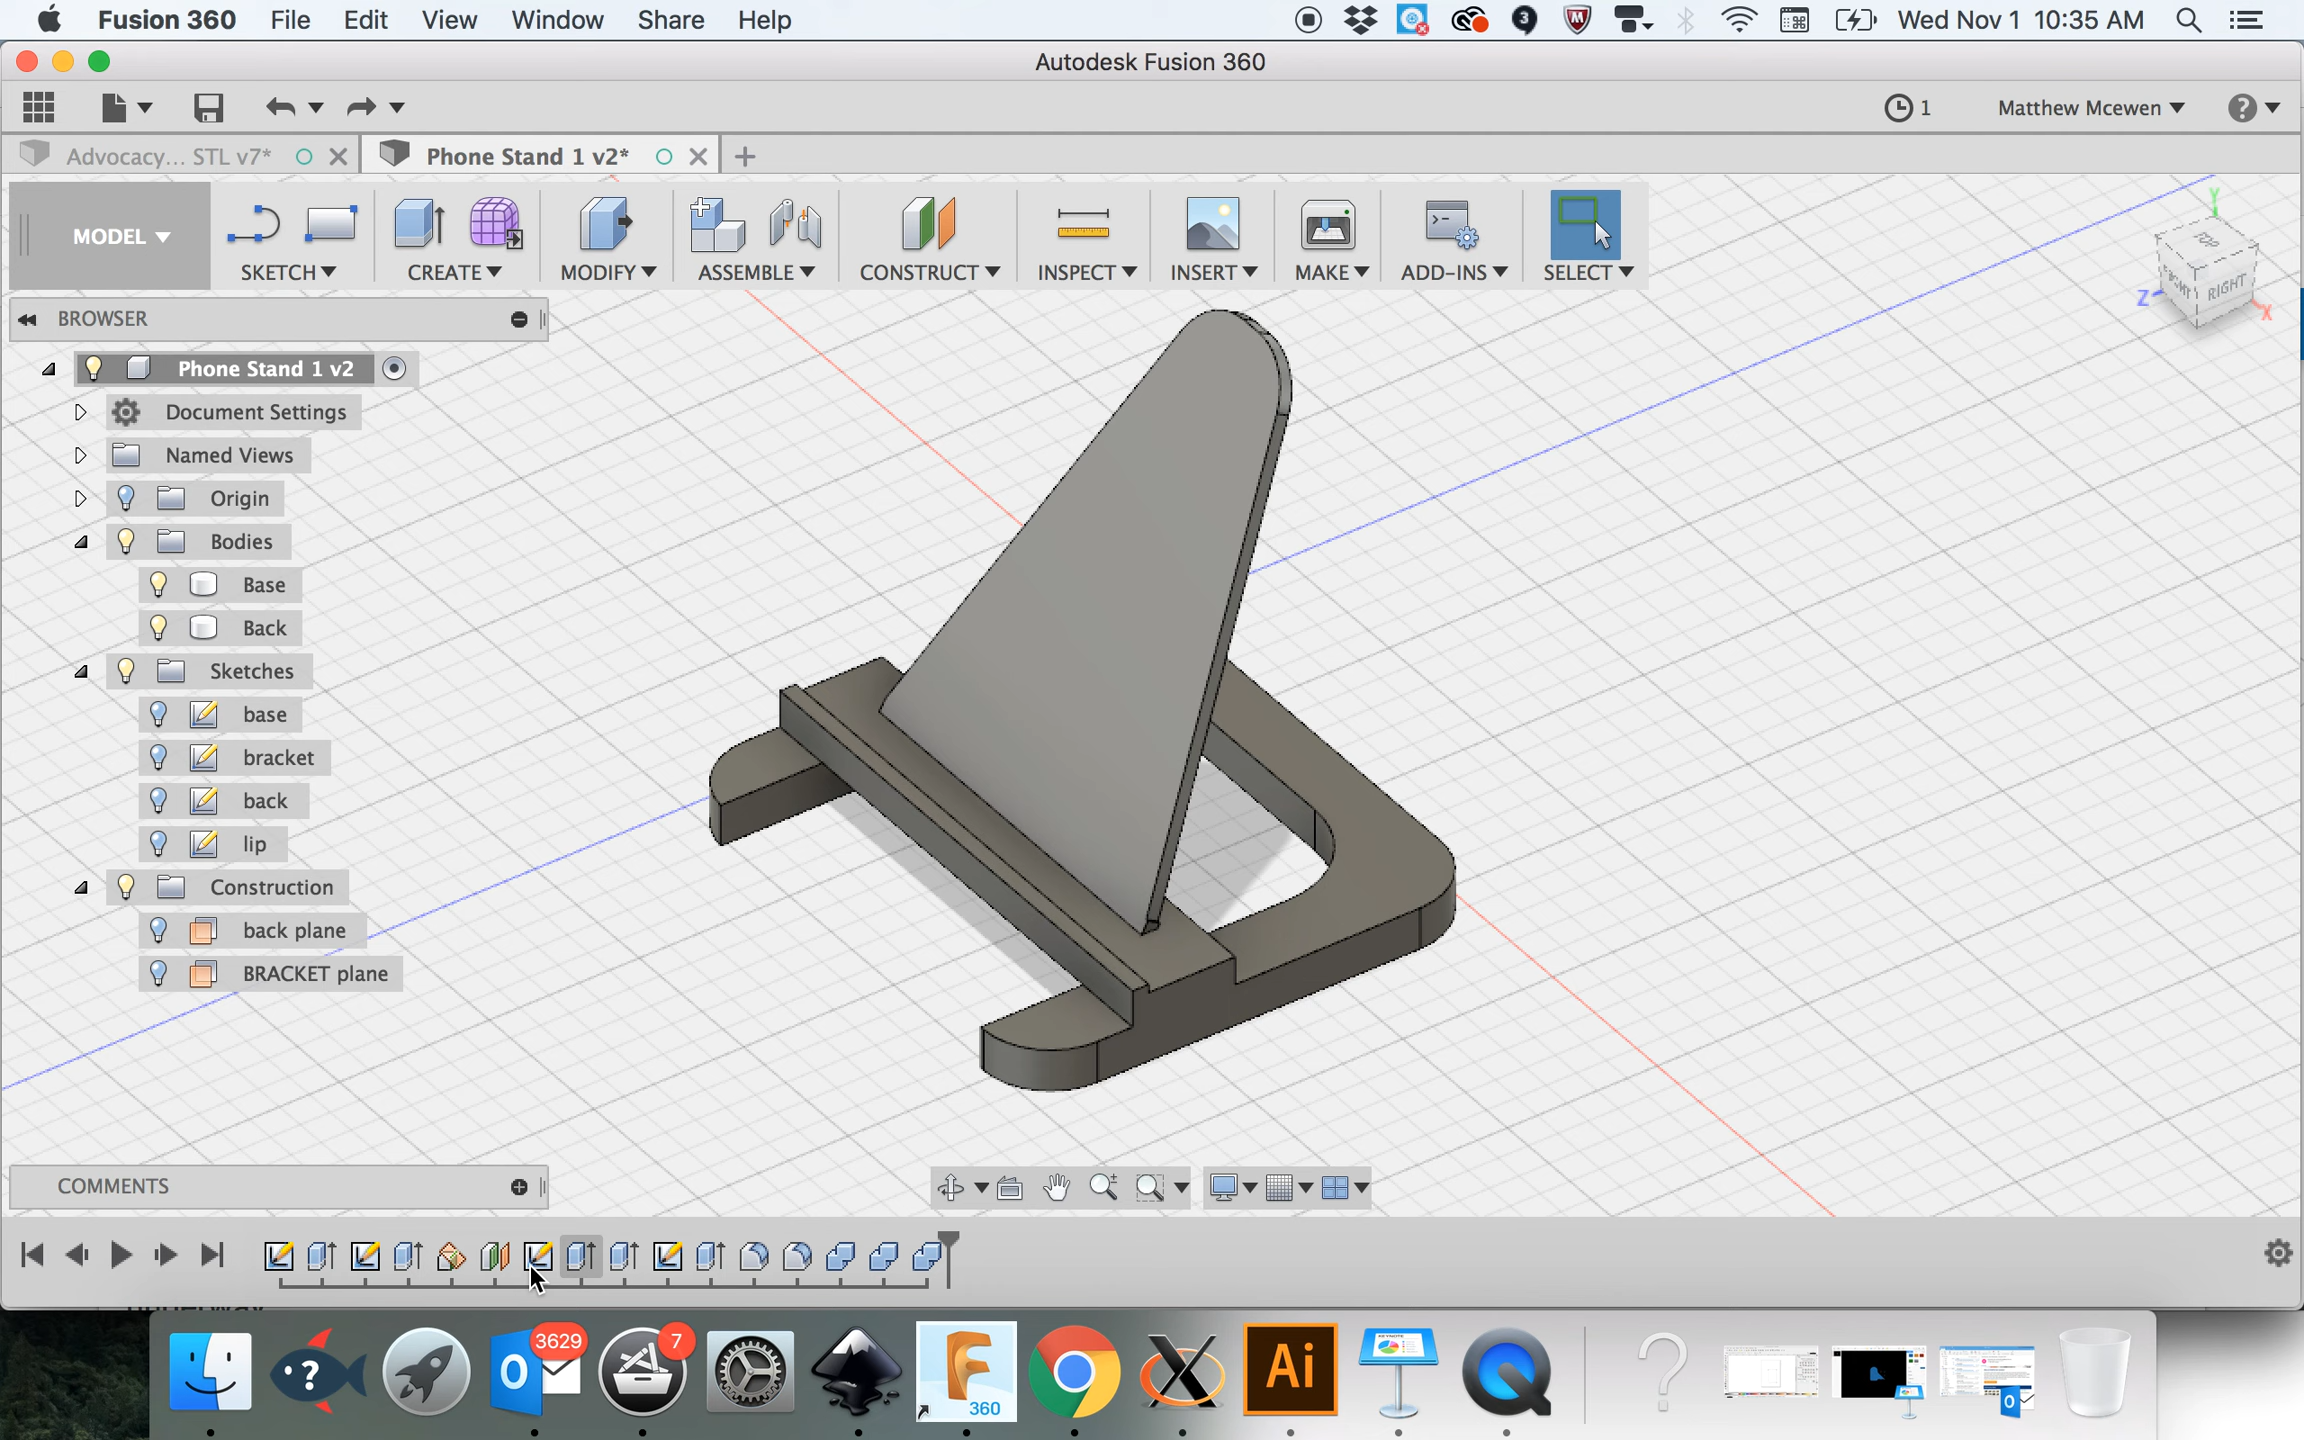 Fusion 360 File Edit View Window Share Help 3 Wed Nov 1 10:35 AM
Autodesk Fusion 360
1 Matthew Mcewen ?
Advocacy... STL v7* Phone Stand 1 v2*
MODEL SKETCH CREATE MODIFY ASSEMBLE CONSTRUCT INSPECT INSERT MAKE ADD-INS SELECT
Y
TOP
RIGHT
Z
X
BROWSER
Phone Stand 1 v2
Document Settings
Named Views
Origin
Bodies
Base
Back
Sketches
base
bracket
back
lip
Construction
back plane
BRACKET plane
COMMENTS
3629
7
?
O
360
Ai
KEYNOTE
?